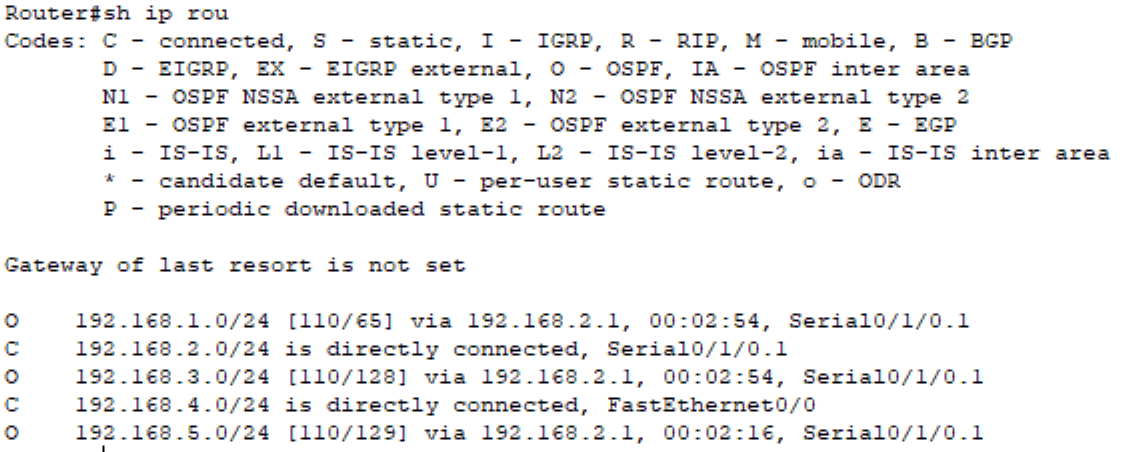 Router#sh ip rou
Codes: C - connected, S - static, I - IGRP, R - RIP, M - mobile, B - BGP
D - EIGRP, EX - EIGRP external, O - OSPF, IA - OSPF inter area
N1 - OSPF NSSA external type 1, N2 - OSPF NSSA external type 2
E1 - OSPF external type 1, E2 - OSPF external type 2, E - EGP
i - IS-IS, L1 - IS-IS level-1, L2 - IS-IS level-2, ia - IS-IS inter area
* - candidate default, U - per-user static route, o - ODR
P - periodic downloaded static route
Gateway of last resort is not set
O 192.168.1.0/24 [110/65] via 192.168.2.1, 00:02:54, Serial0/1/0.1
C 192.168.2.0/24 is directly connected, Serial0/1/0.1
O 192.168.3.0/24 [110/128] via 192.168.2.1, 00:02:54, Serial0/1/0.1
C 192.168.4.0/24 is directly connected, FastEthernet0/0
O 192.168.5.0/24 [110/129] via 192.168.2.1, 00:02:16, Serial0/1/0.1